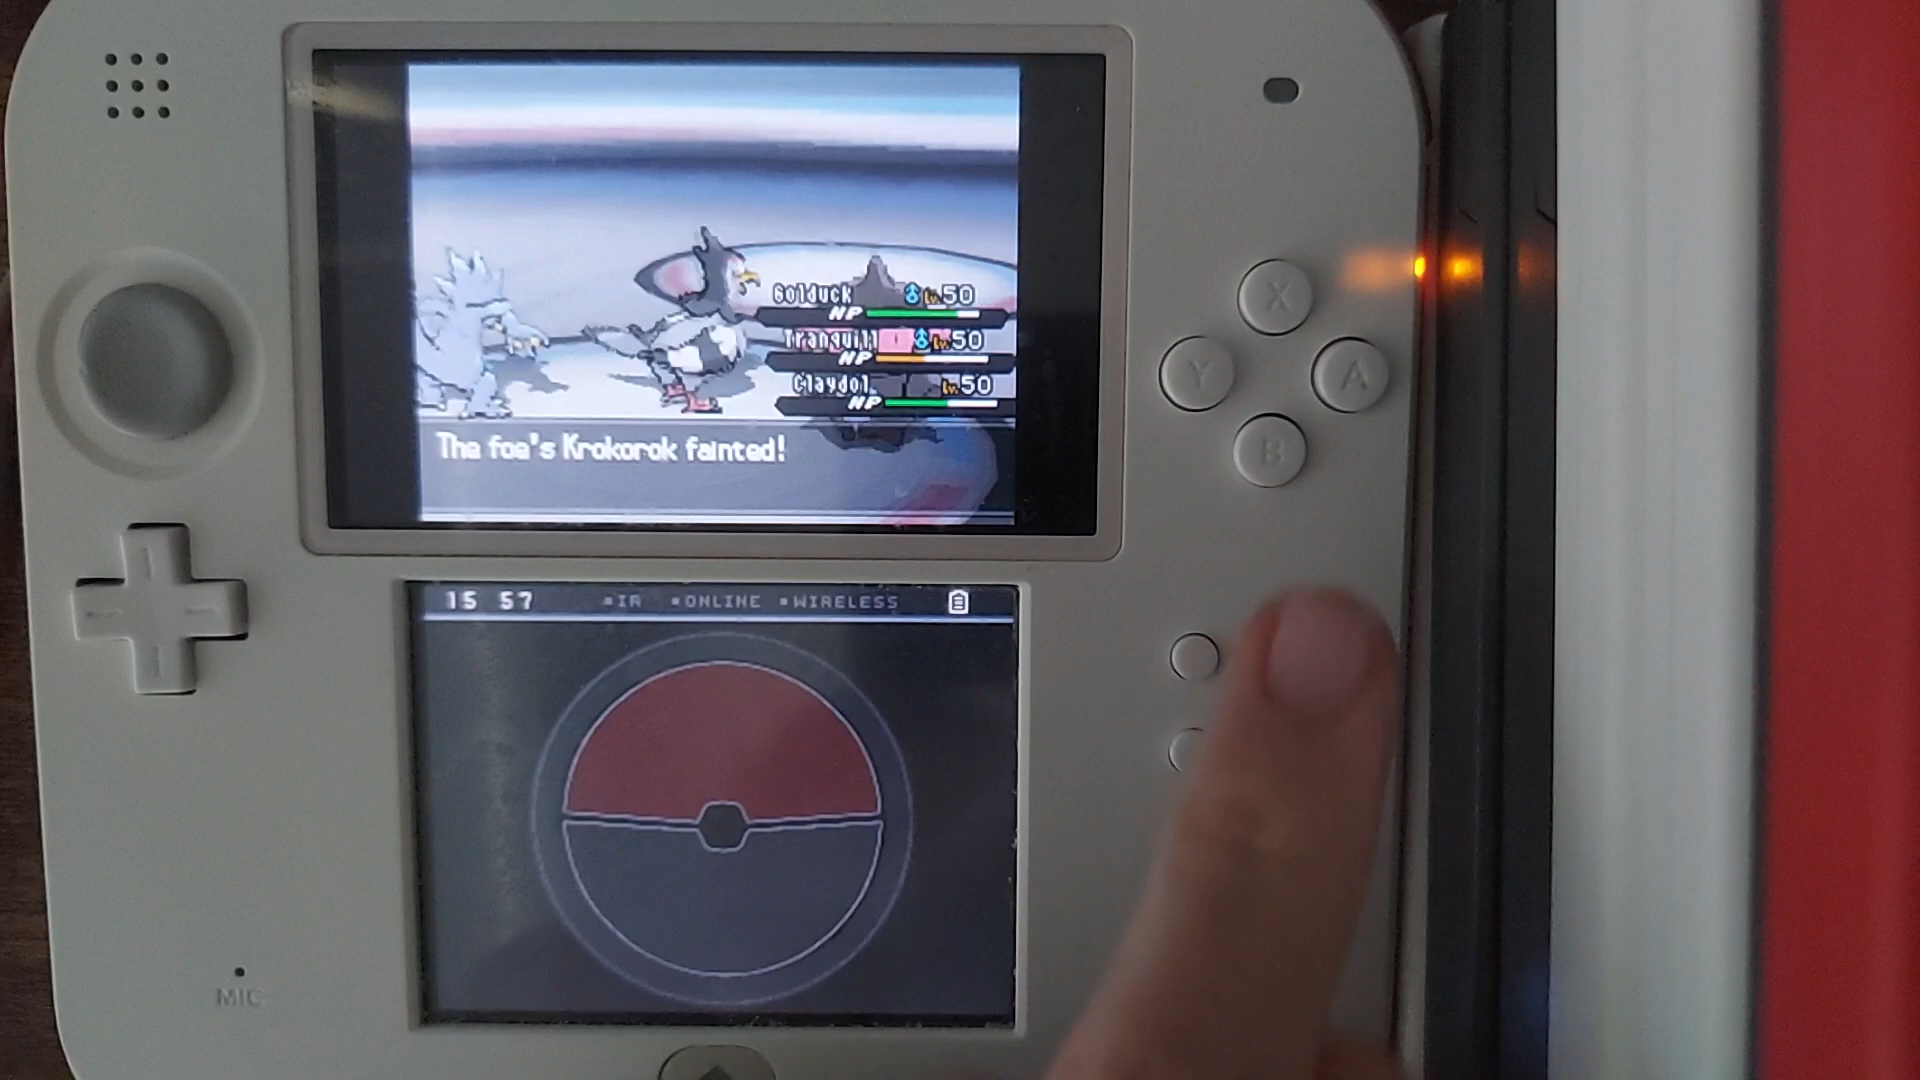 Golduck ♂ Lv.50
HP
Tranquill ♂ Lv.50
HP
Claydol Lv.50
HP
The foe's Krokorok fainted!
15 57 IR ONLINE WIRELESS
X
Y A
B
MIC